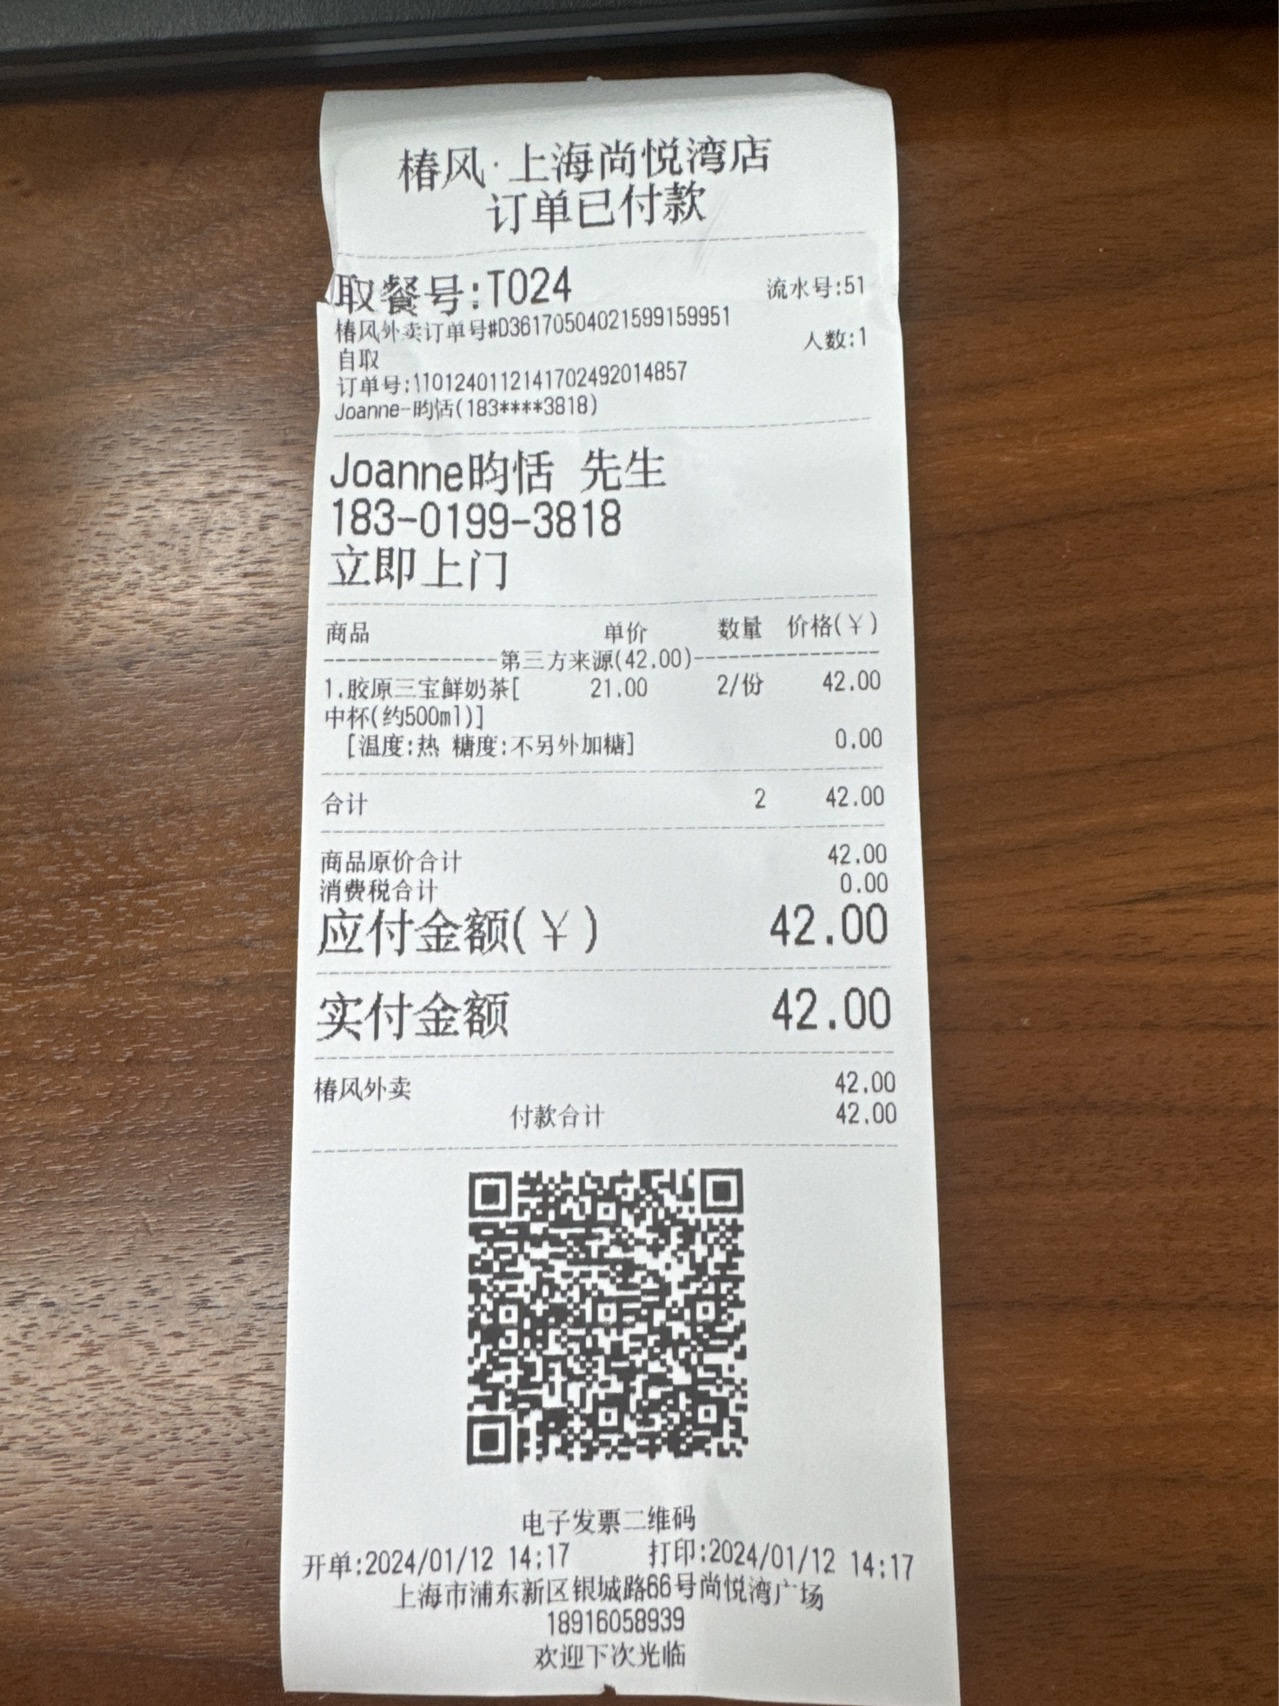 椿风·上海尚悦湾店
订单已付款
取餐号:T024 流水号:51
椿风外卖订单号#D361705040215991​59951
自取 人数:1
订单号:1101240112141702492014857
Joanne-昀恬(183****3818)
Joanne昀恬 先生
183-0199-3818
立即上门
商品 单价 数量 价格(¥)
---------------第三方来源(42.00)----------------
1.胶原三宝鲜奶茶[ 21.00 2/份 42.00
中杯(约500ml)]
[温度:热 糖度:不另外加糖] 0.00
合计 2 42.00
商品原价合计 42.00
消费税合计 0.00
应付金额(¥) 42.00
实付金额 42.00
椿风外卖 42.00
付款合计 42.00
电子发票二维码
开单:2024/01/12 14:17 打印:2024/01/12 14:17
上海市浦东新区银城路66号尚悦湾广场
18916058939
欢迎下次光临